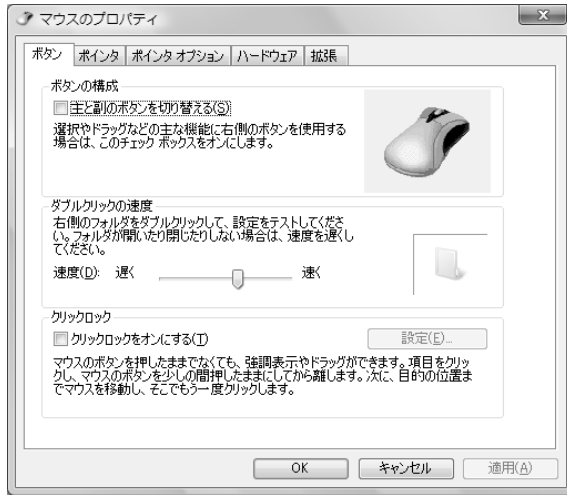 マウスのプロパティ
ボタン ポインタ ポインタ オプション ハードウェア 拡張
ボタンの構成
主と副のボタンを切り替える(S)
選択やドラッグなどの主な機能に右側のボタンを使用する
場合は、このチェック ボックスをオンにします。
ダブルクリックの速度
右側のフォルダをダブルクリックして、設定をテストしてくださ
い。フォルダが開いたり閉じたりしない場合は、速度を遅くし
てください。
速度(D): 遅く 速く
クリックロック
クリックロックをオンにする(T) 設定(E)...
マウスのボタンを押したままでなくても、強調表示やドラッグができます。項目をクリッ
クし、マウスのボタンを少しの間押したままにしてから離します。次に、目的の位置ま
でマウスを移動し、そこでもう一度クリックします。
OK キャンセル 適用(A)